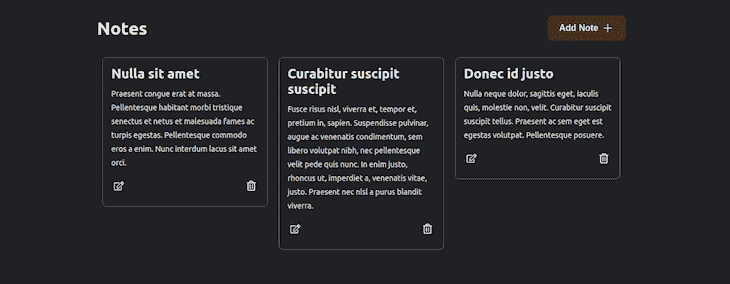 Notes
Add Note
Nulla sit amet
Praesent congue erat at massa.
Pellentesque habitant morbi tristique
senectus et netus et malesuada fames ac
turpis egestas. Pellentesque commodo
eros a enim. Nunc interdum lacus sit amet
orci.
Curabitur suscipit
suscipit
Fusce risus nisl, viverra et, tempor et,
pretium in, sapien. Suspendisse pulvinar,
augue ac venenatis condimentum, sem
libero volutpat nibh, nec pellentesque
velit pede quis nunc. In enim justo,
rhoncus ut, imperdiet a, venenatis vitae,
justo. Praesent nec nisl a purus blandit
viverra.
Donec id justo
Nulla neque dolor, sagittis eget, iaculis
quis, molestie non, velit. Curabitur suscipit
suscipit tellus. Praesent ac sem eget est
egestas volutpat. Pellentesque posuere.